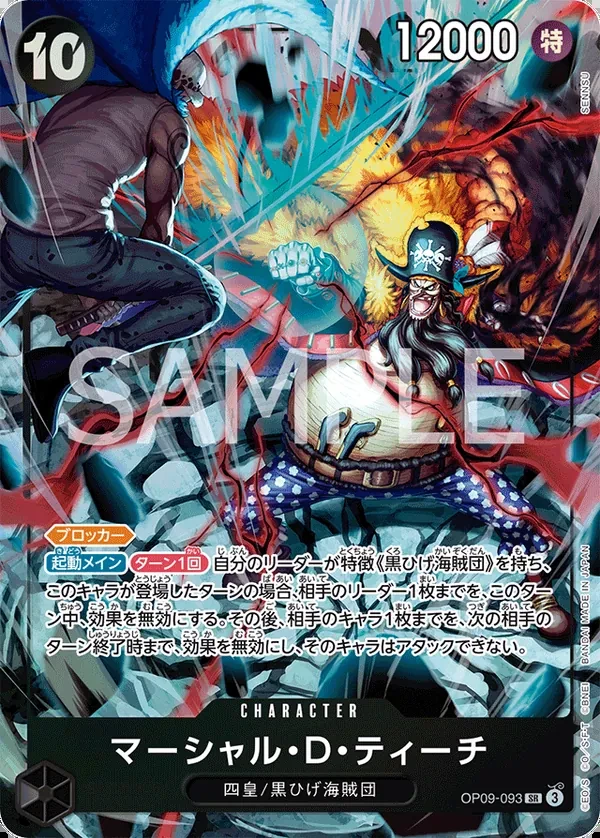 10
12000
特
SENNSU
SAMPLE
ブロッカー
起動メイン ターン1回 自分のリーダーが特徴《黒ひげ海賊団》を持ち、
このキャラが登場したターンの場合、相手のリーダー1枚までを、このター
ン中、効果を無効にする。その後、相手のキャラ1枚までを、次の相手の
ターン終了時まで、効果を無効にし、そのキャラはアタックできない。
©EO/S ©O/S･F･T ©BNEI BANDAI MADE IN JAPAN
CHARACTER
マーシャル・D・ティーチ
四皇/黒ひげ海賊団
OP09-093 SR 3